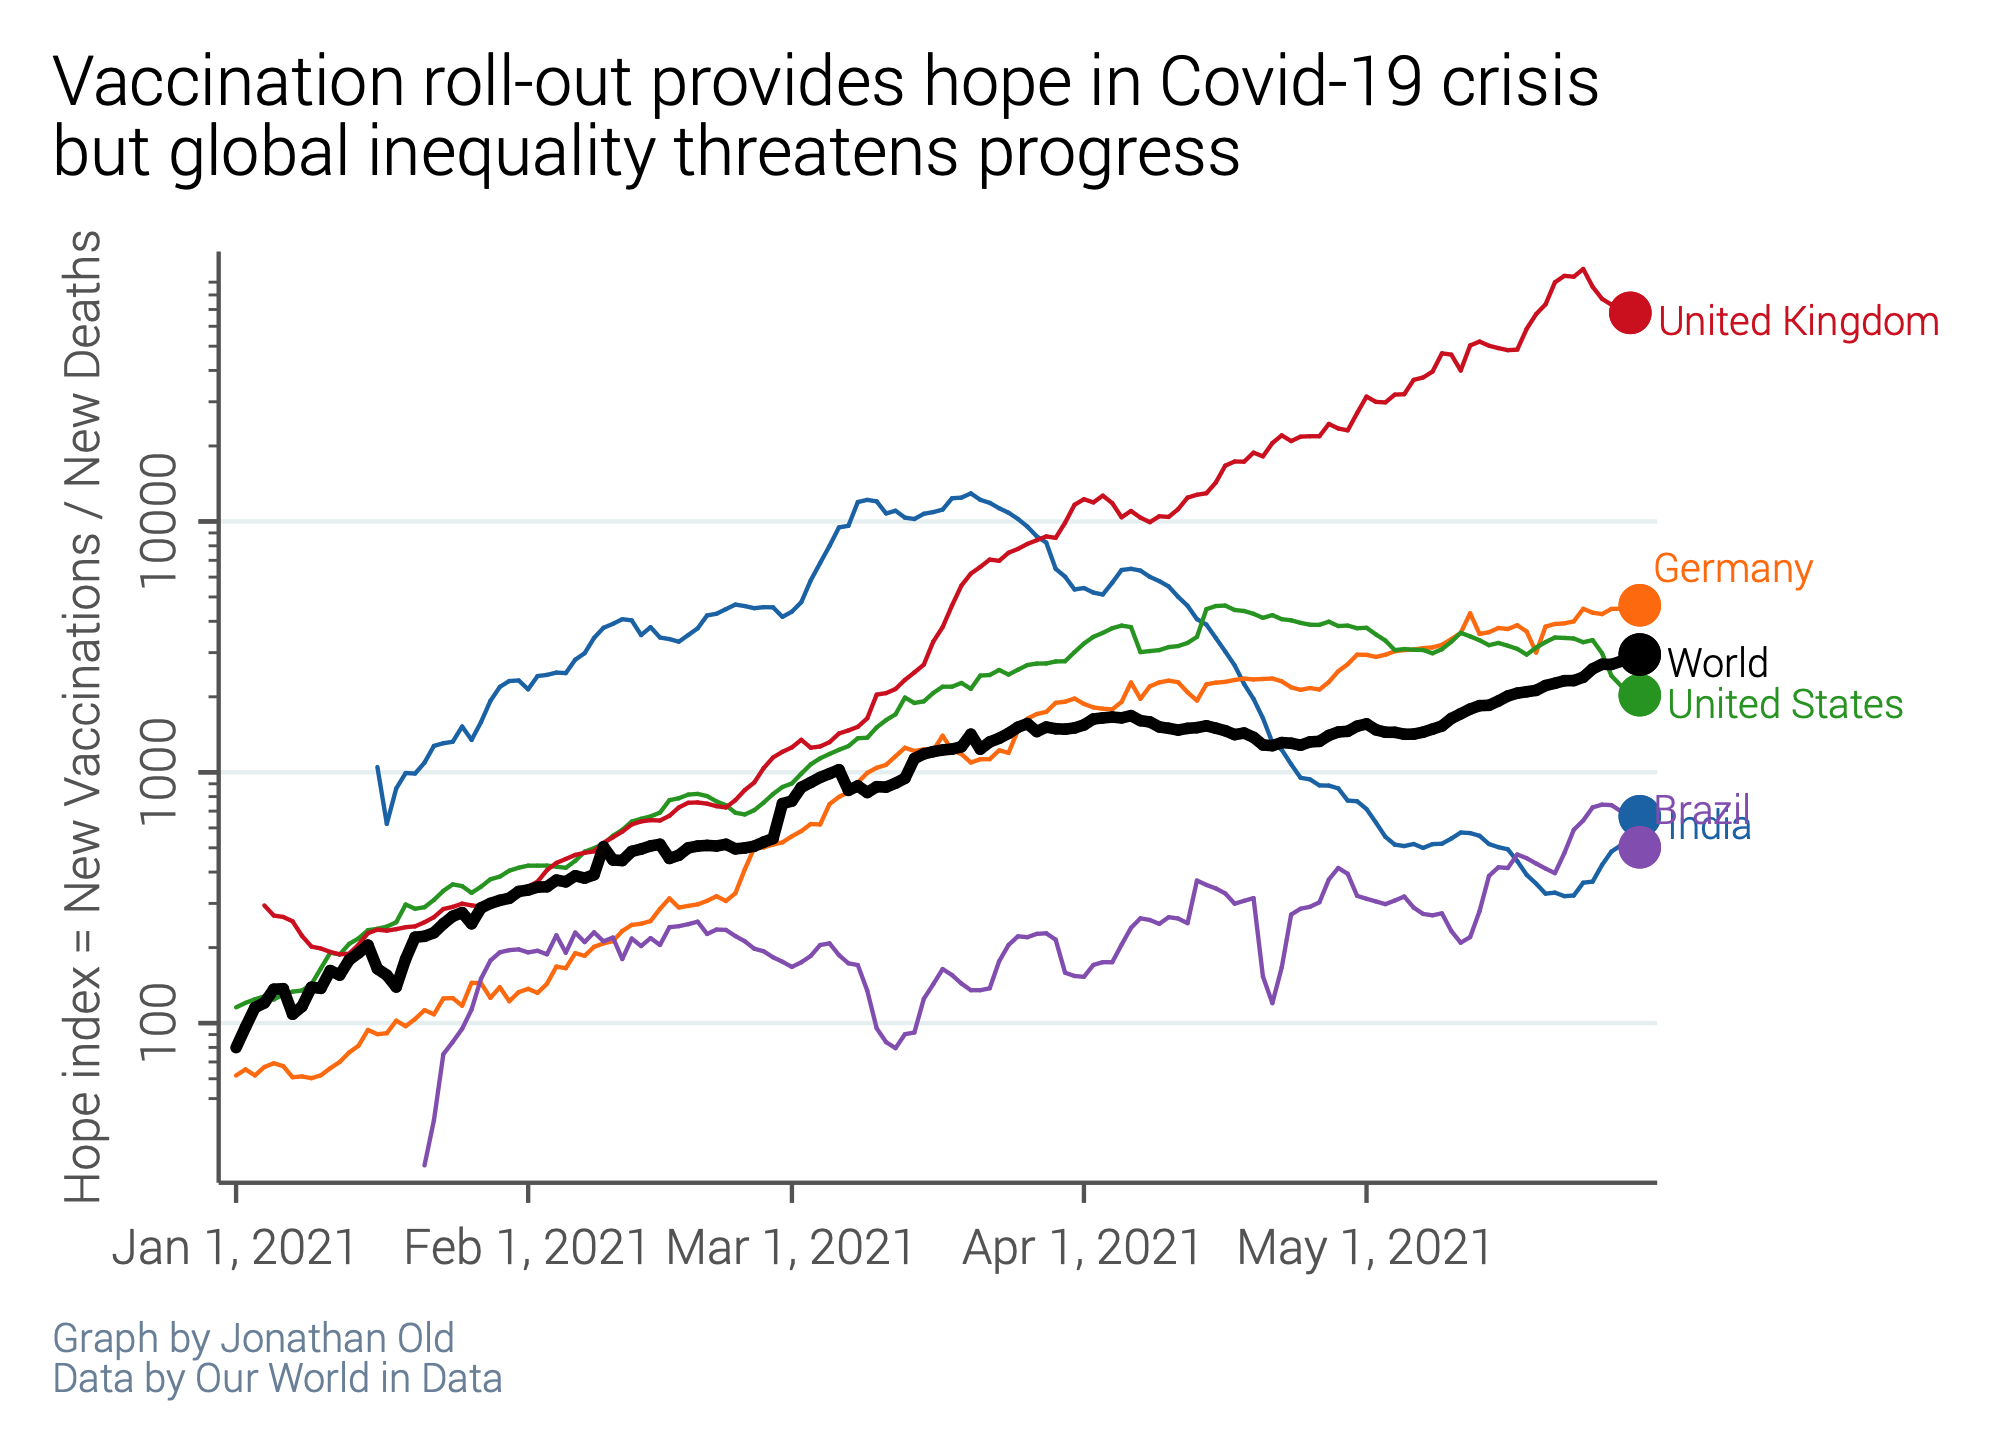 Vaccination roll-out provides hope in Covid-19 crisis
but global inequality threatens progress
Hope index = New Vaccinations / New Deaths
10000
1000
100
United Kingdom
Germany
World
United States
Brazil
India
Jan 1, 2021
Feb 1, 2021
Mar 1, 2021
Apr 1, 2021
May 1, 2021
Graph by Jonathan Old
Data by Our World in Data